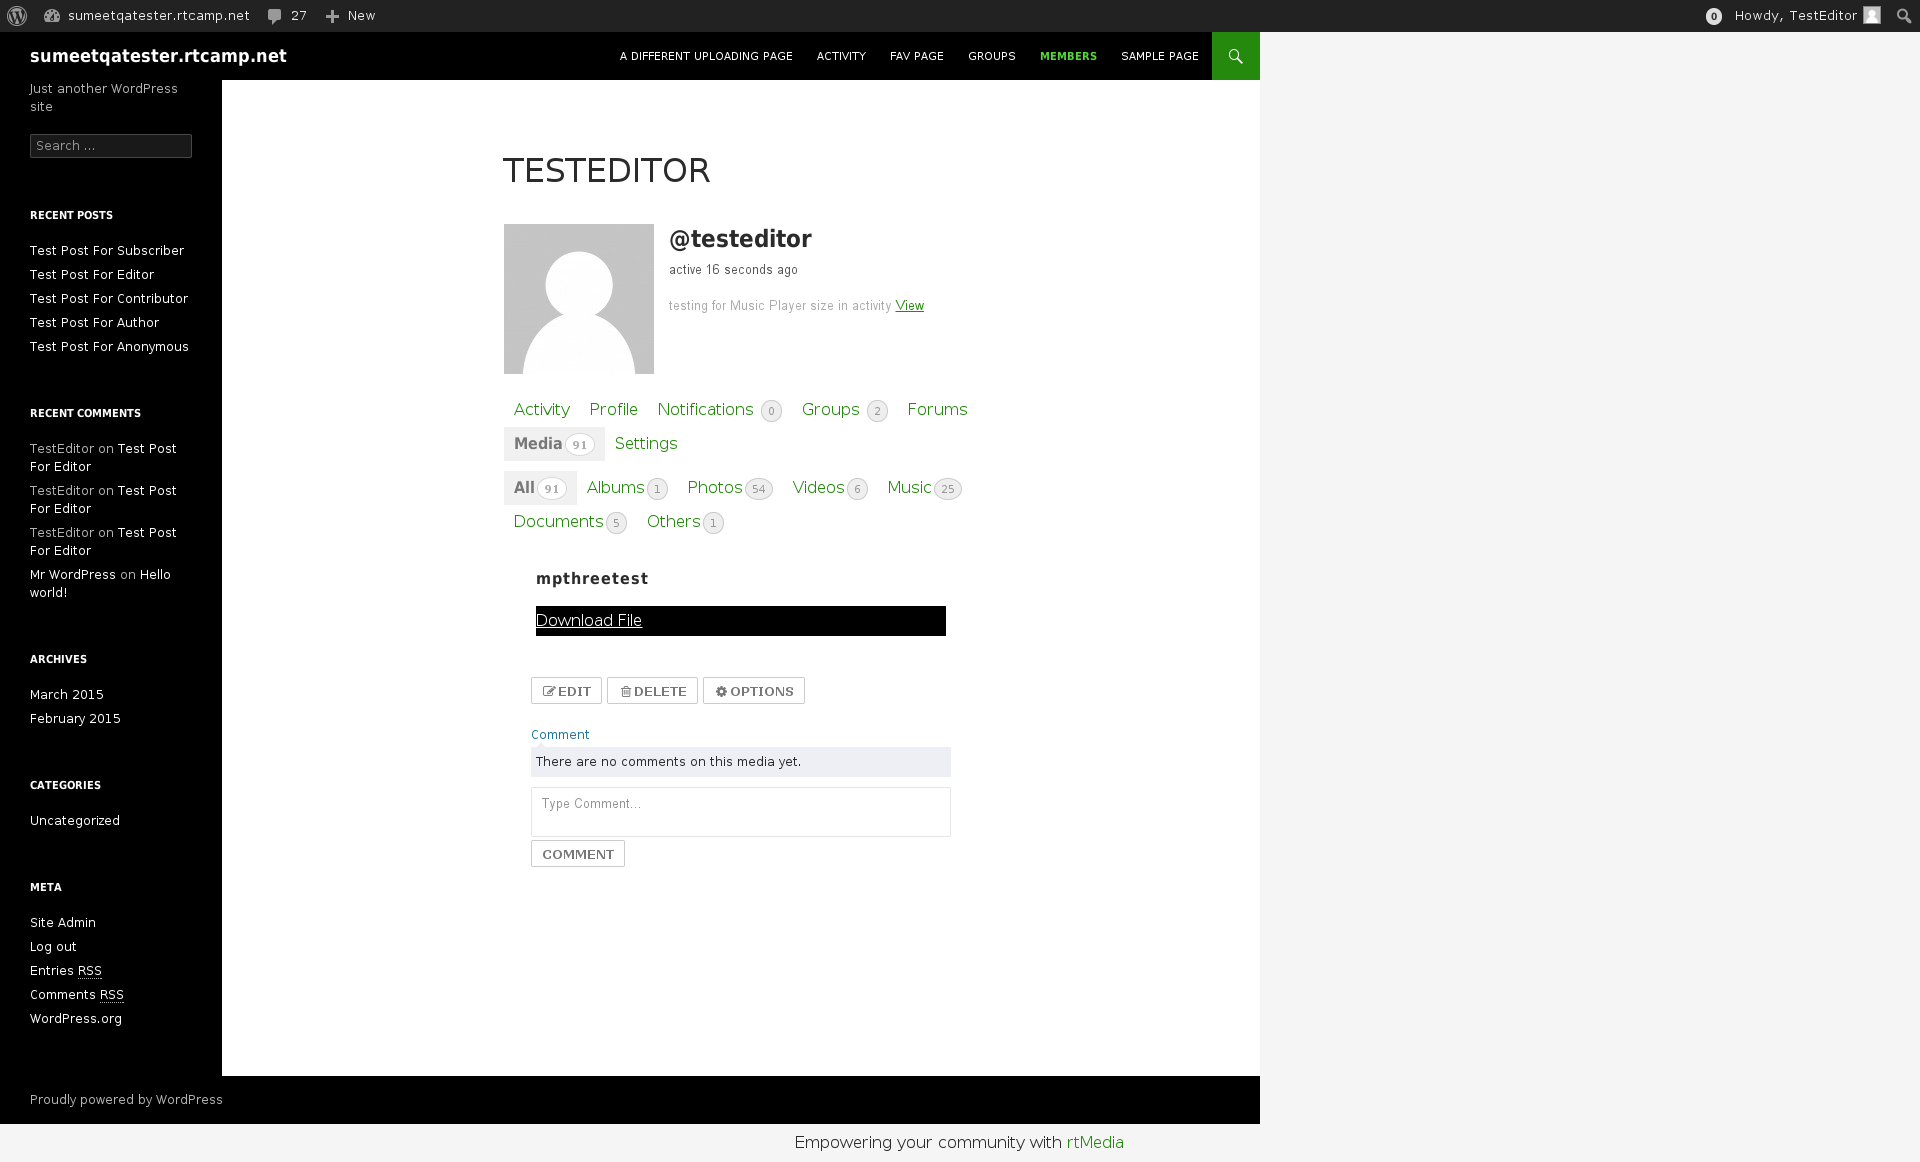 sumeetqatester.rtcamp.net 27 New 0 Howdy, TestEditor
sumeetqatester.rtcamp.net A DIFFERENT UPLOADING PAGE ACTIVITY FAV PAGE GROUPS MEMBERS SAMPLE PAGE
Just another WordPress
site
Search ...
RECENT POSTS
Test Post For Subscriber
Test Post For Editor
Test Post For Contributor
Test Post For Author
Test Post For Anonymous
RECENT COMMENTS
TestEditor on Test Post
For Editor
TestEditor on Test Post
For Editor
TestEditor on Test Post
For Editor
Mr WordPress on Hello
world!
ARCHIVES
March 2015
February 2015
CATEGORIES
Uncategorized
META
Site Admin
Log out
Entries RSS
Comments RSS
WordPress.org
TESTEDITOR
@testeditor
active 16 seconds ago
testing for Music Player size in activity View
Activity Profile Notifications 0 Groups 2 Forums
Media 91 Settings
All 91 Albums 1 Photos 54 Videos 6 Music 25
Documents 5 Others 1
mpthreetest
Download File
EDIT DELETE OPTIONS
Comment
There are no comments on this media yet.
Type Comment...
COMMENT
Proudly powered by WordPress
Empowering your community with rtMedia